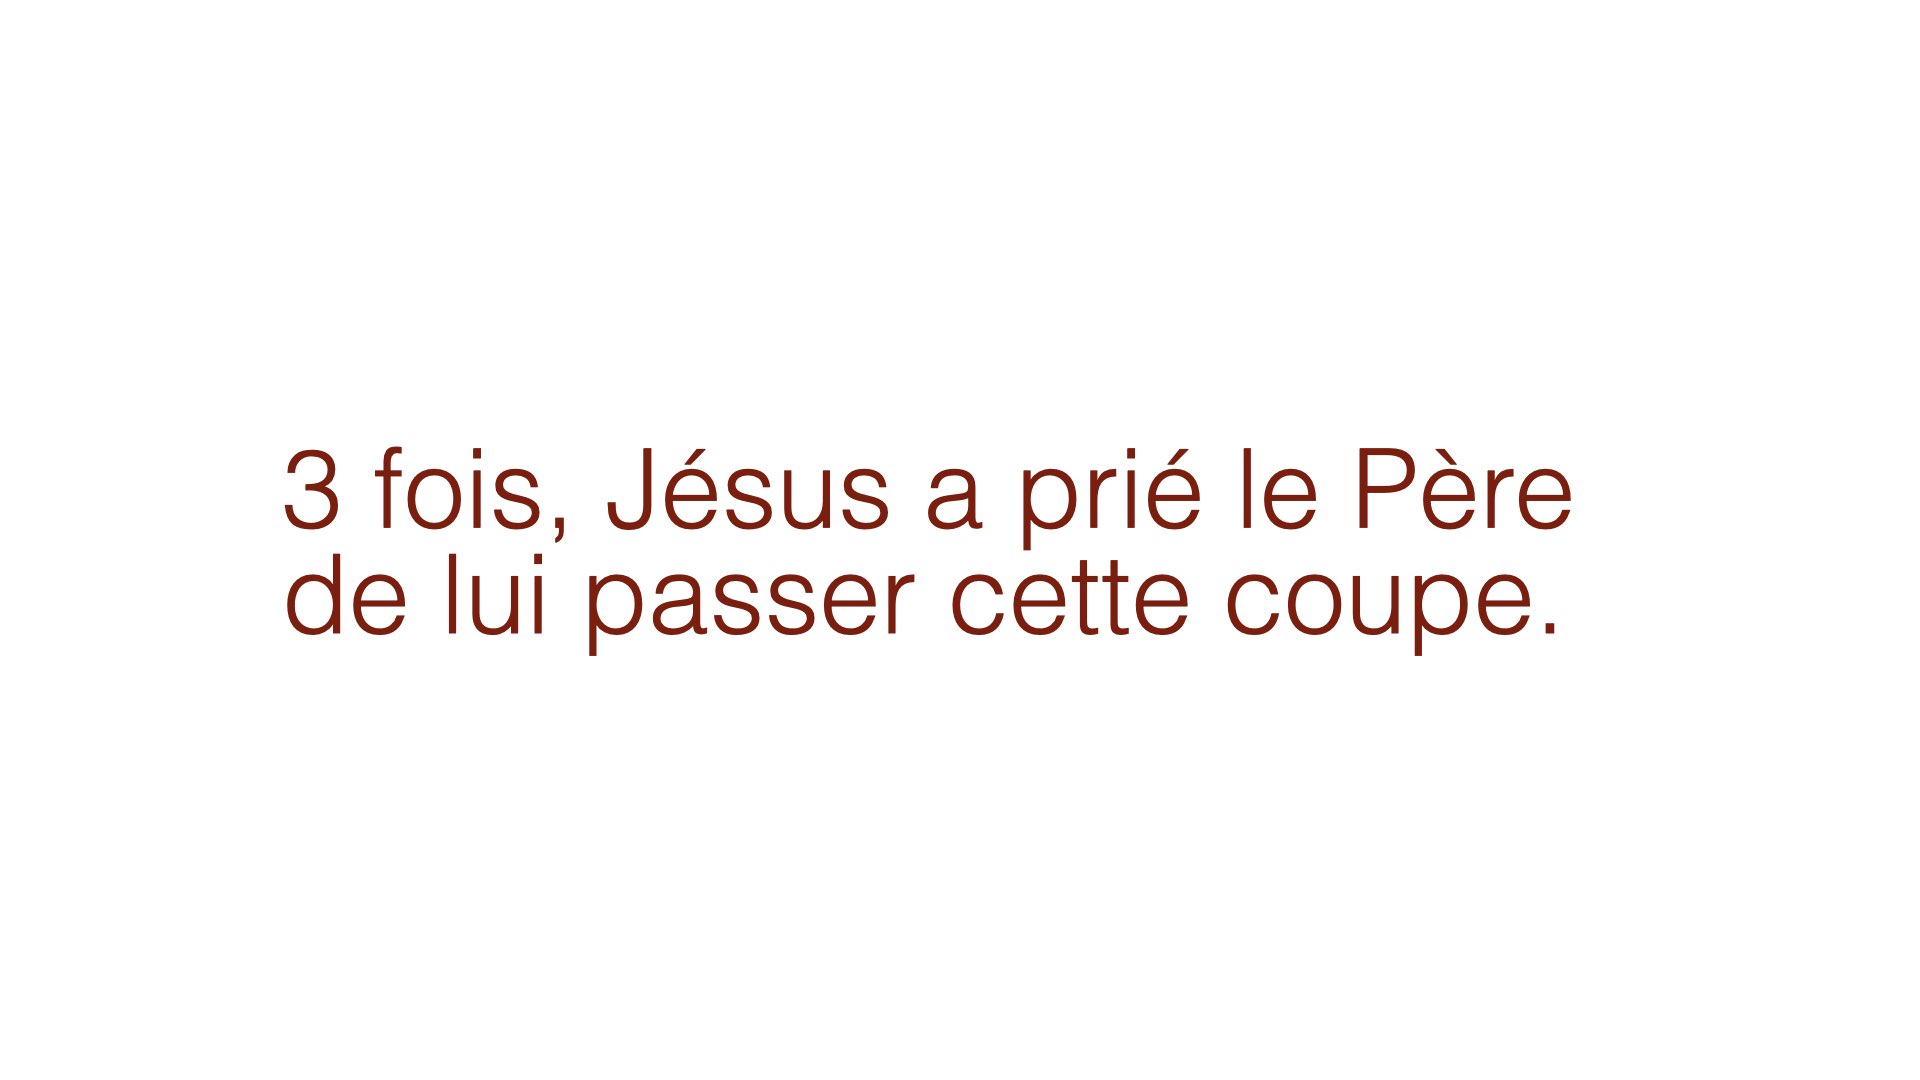 3 fois, Jésus a prié le Père
de lui passer cette coupe.